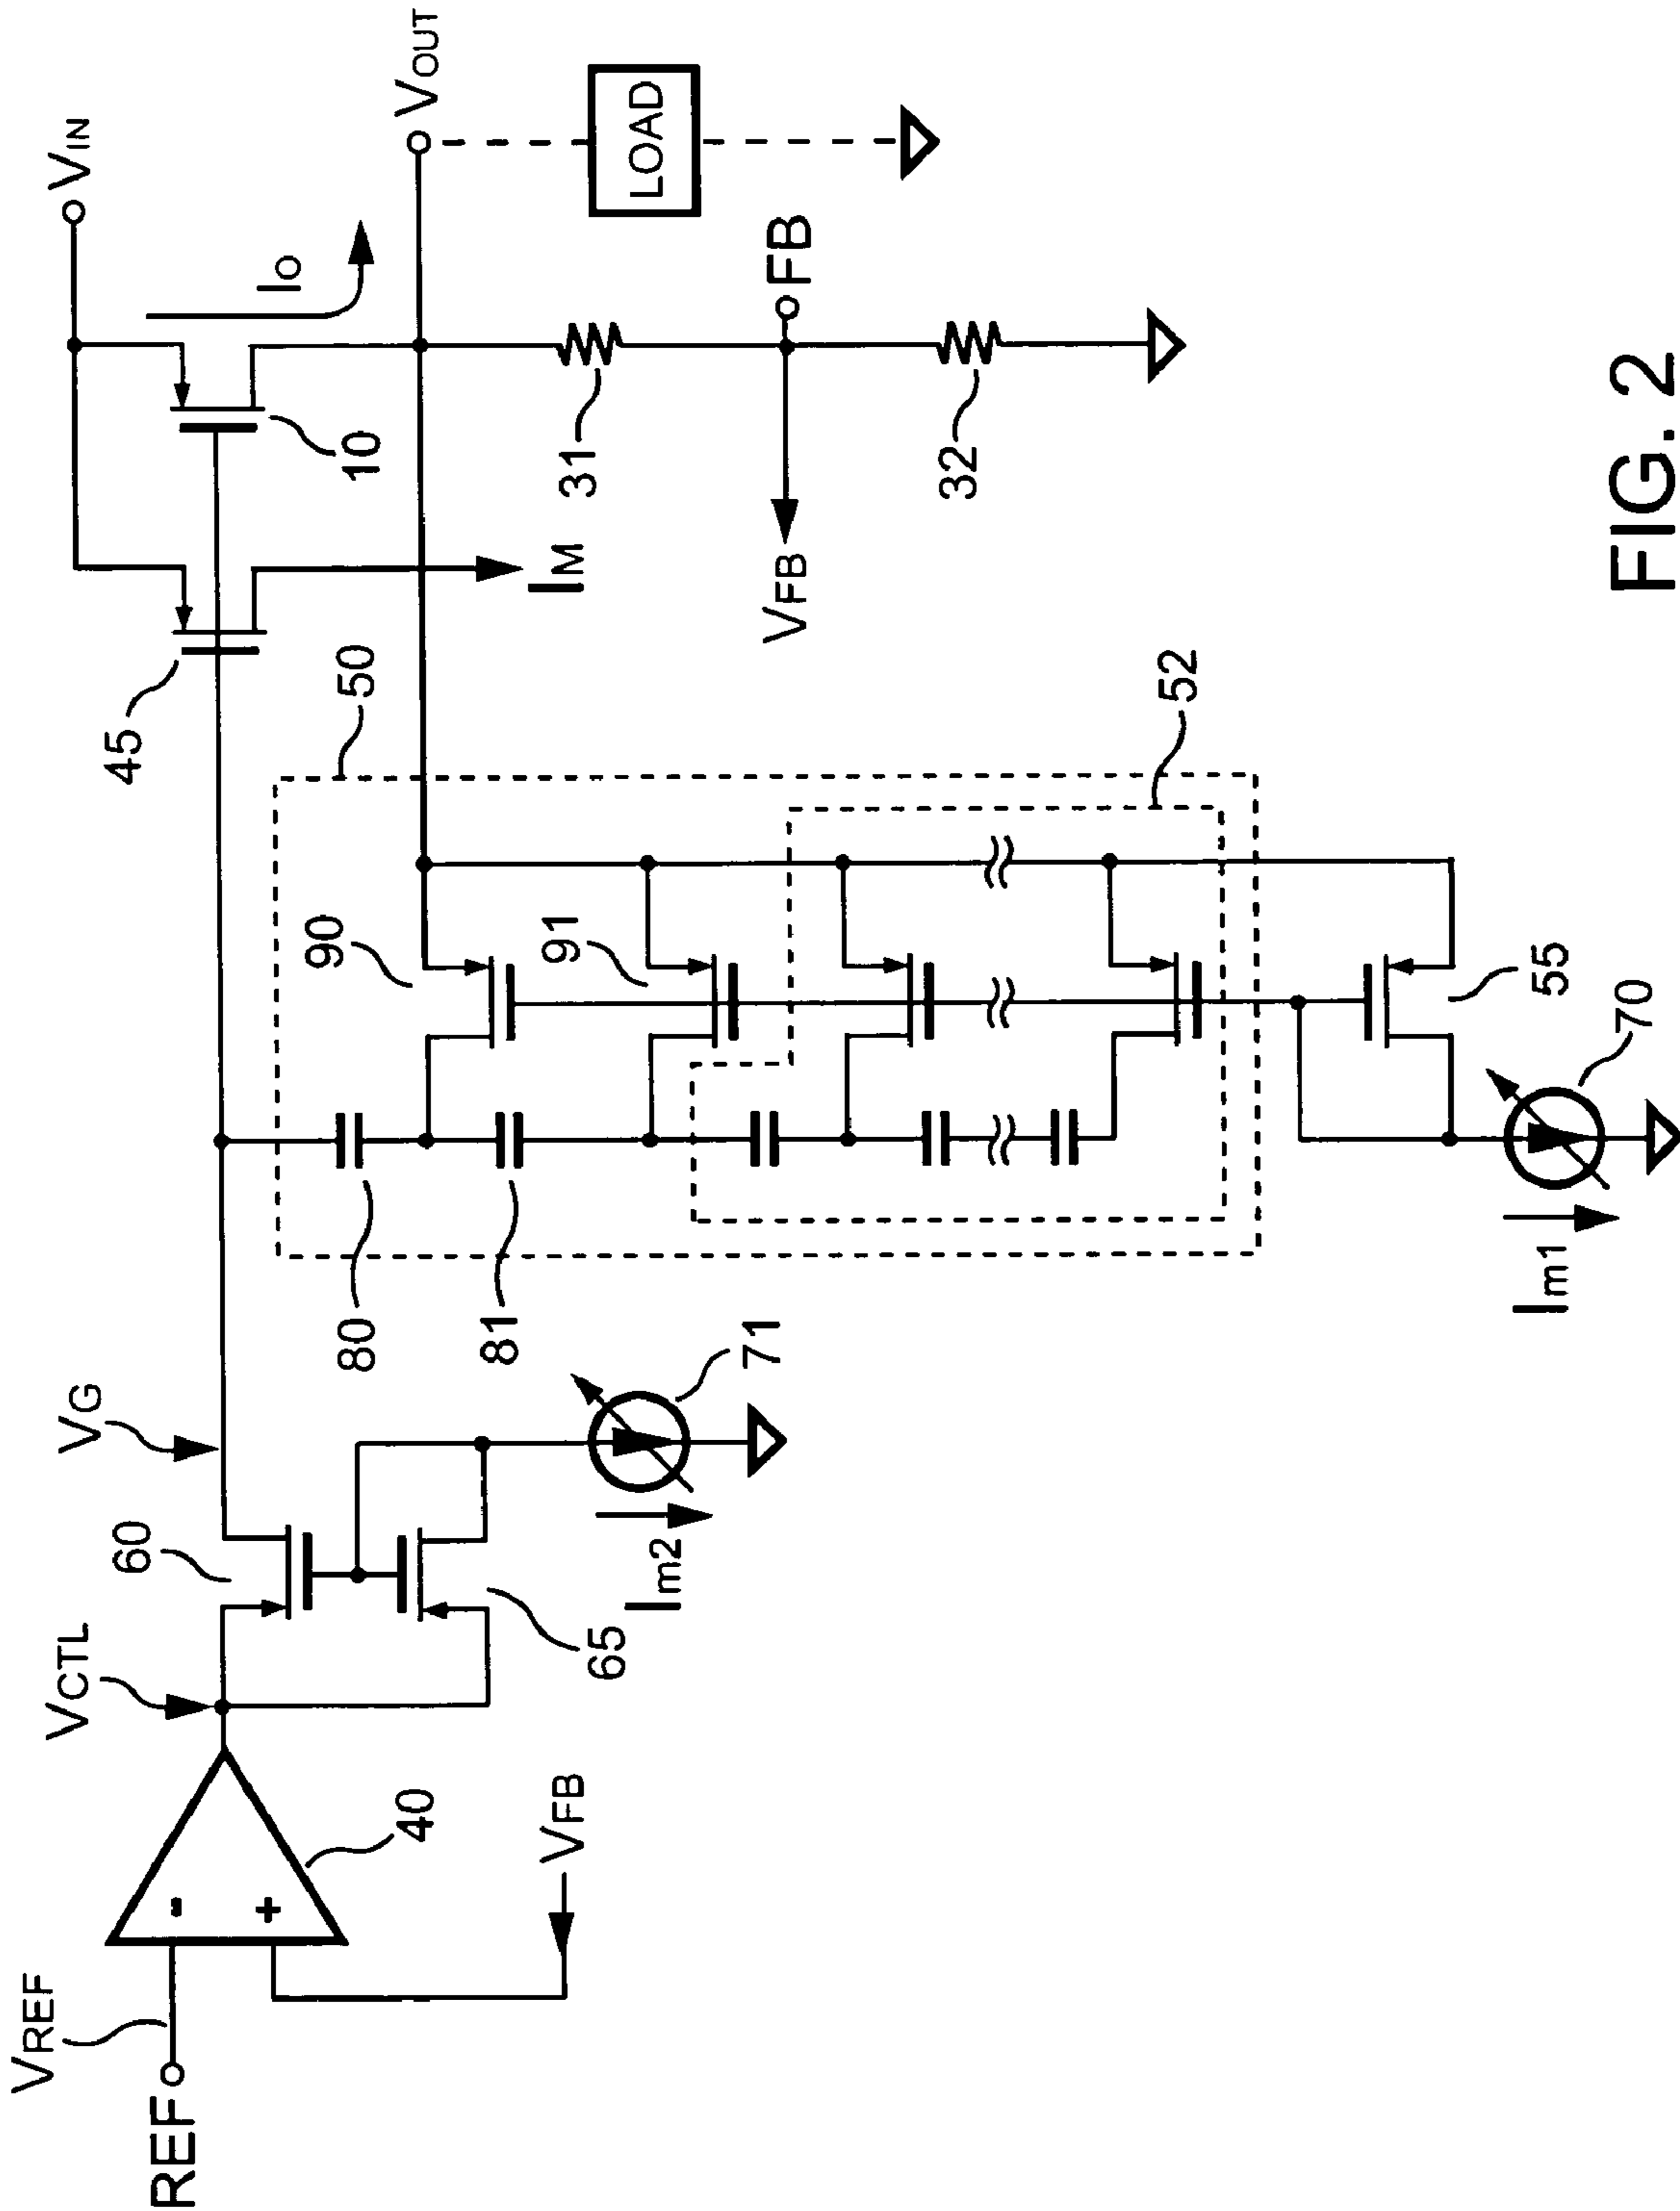 VREF
REF
-
+
40
VFB
VCTL
60
65
Im2
71
VG
80
81
90
91
50
52
55
70
Im1
45
10
IM
IO
VIN
VOUT
LOAD
31
FB
VFB
32
FIG. 2